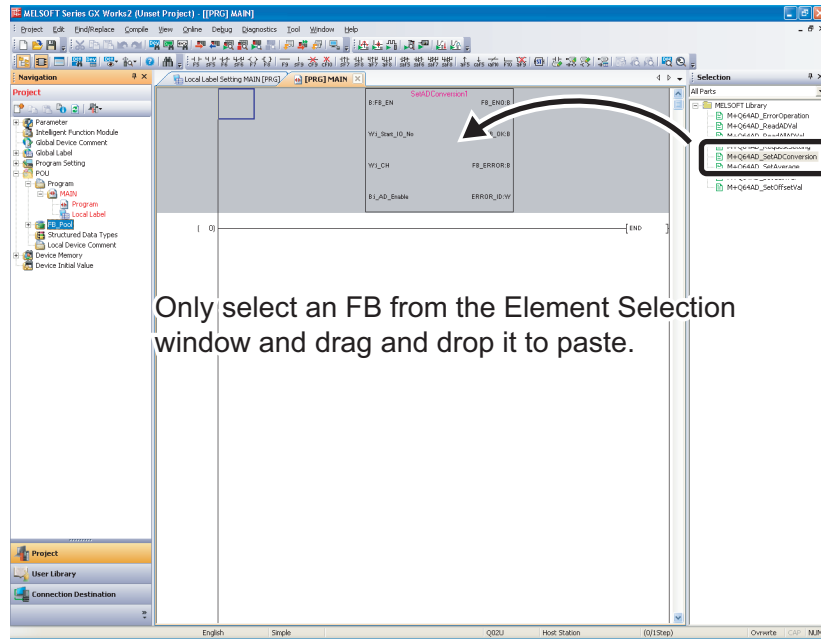 MELSOFT Series GX Works2 (Unset Project) - [[PRG] MAIN]
Project Edit Find/Replace Compile View Online Debug Diagnostics Tool Window Help
Navigation
Local Label Setting MAIN [PRG]
[PRG] MAIN
Selection
Project
All Parts
Parameter
Intelligent Function Module
Global Device Comment
Global Label
Program Setting
POU
Program
MAIN
Program
Local Label
FB_Pool
Structured Data Types
Local Device Comment
Device Memory
Device Initial Value
SetADConversion1
B:FB_EN FB_ENO:B
W:i_Start_IO_No _OK:B
W:i_CH FB_ERROR:B
B:i_AD_Enable ERROR_ID:W
( 0)
[END ]
MELSOFT Library
M+Q64AD_ErrorOperation
M+Q64AD_ReadADVal
M+Q64AD_ReadAllADVal
M+Q64AD_RequestSetting
M+Q64AD_SetADConversion
M+Q64AD_SetAverage
M+Q64AD_SetOffsetVal
Only select an FB from the Element Selection
window and drag and drop it to paste.
Project
User Library
Connection Destination
English Simple Q02U Host Station (0/1Step) Ovrwrte CAP NUM